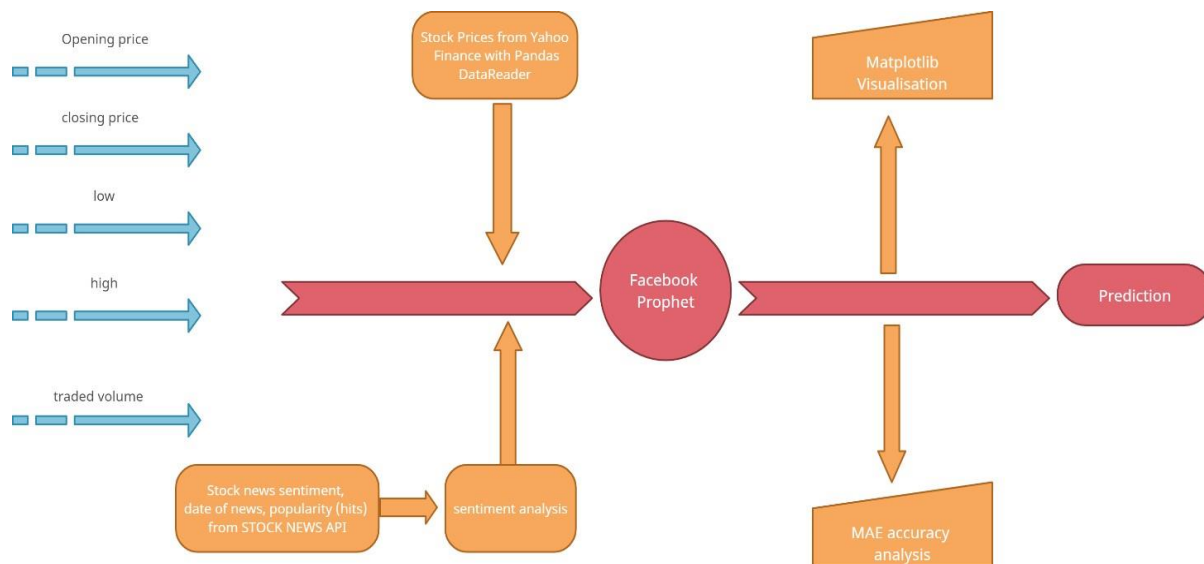 Opening price
closing price
low
high
traded volume
Stock Prices from Yahoo
Finance with Pandas
DataReader
Stock news sentiment,
date of news, popularity (hits)
from STOCK NEWS API
sentiment analysis
Facebook
Prophet
Matplotlib
Visualisation
MAE accuracy
analysis
Prediction